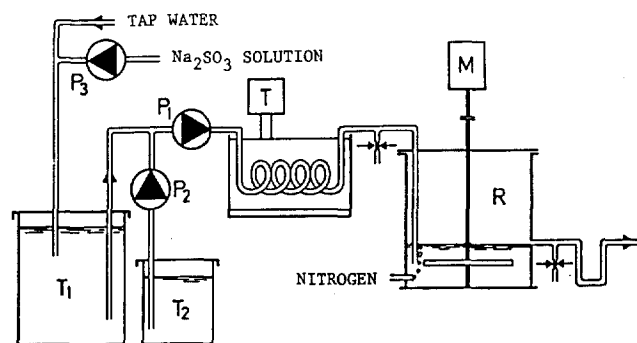 TAP WATER
Na₂SO₃ SOLUTION
P₃
P₁
T
M
P₂
R
T₁
T₂
NITROGEN